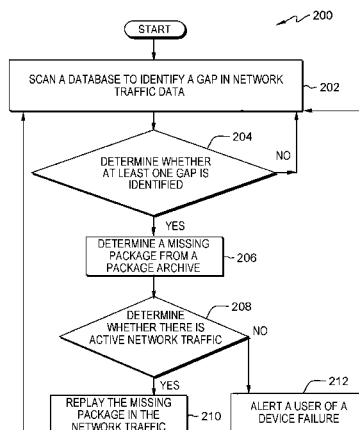 START
200
SCAN A DATABASE TO IDENTIFY A GAP IN NETWORK
TRAFFIC DATA
202
204
DETERMINE WHETHER
AT LEAST ONE GAP IS
IDENTIFIED
NO
YES
DETERMINE A MISSING
PACKAGE FROM A
PACKAGE ARCHIVE
206
208
DETERMINE
WHETHER THERE IS
ACTIVE NETWORK TRAFFIC
NO
YES
212
REPLAY THE MISSING
PACKAGE IN THE
NETWORK TRAFFIC
210
ALERT A USER OF A
DEVICE FAILURE